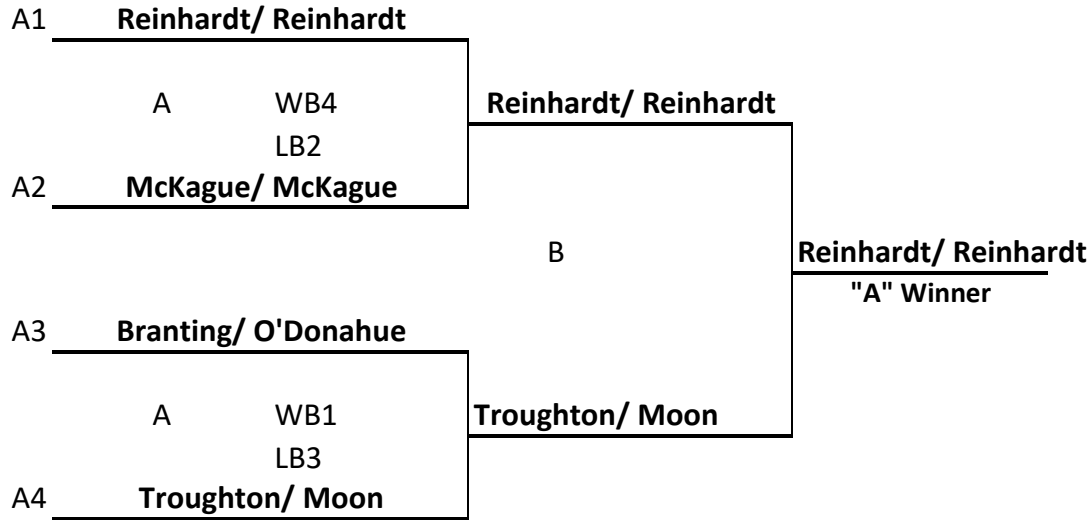 A1 Reinhardt/ Reinhardt
A WB4 Reinhardt/ Reinhardt
LB2
A2 McKague/ McKague
B Reinhardt/ Reinhardt
"A" Winner
A3 Branting/ O'Donahue
A WB1 Troughton/ Moon
LB3
A4 Troughton/ Moon